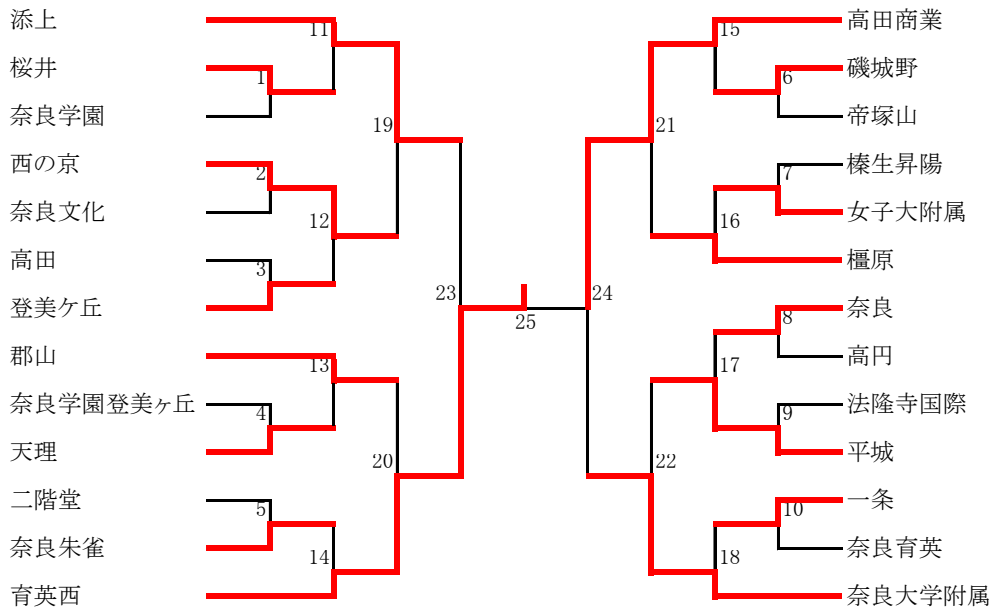 添上
桜井
奈良学園
西の京
奈良文化
高田
登美ケ丘
郡山
奈良学園登美ヶ丘
天理
二階堂
奈良朱雀
育英西
11
1
19
2
12
3
23
13
4
20
5
14
25
24
15
6
21
7
16
8
17
9
22
10
18
高田商業
磯城野
帝塚山
榛生昇陽
女子大附属
橿原
奈良
高円
法隆寺国際
平城
一条
奈良育英
奈良大学附属